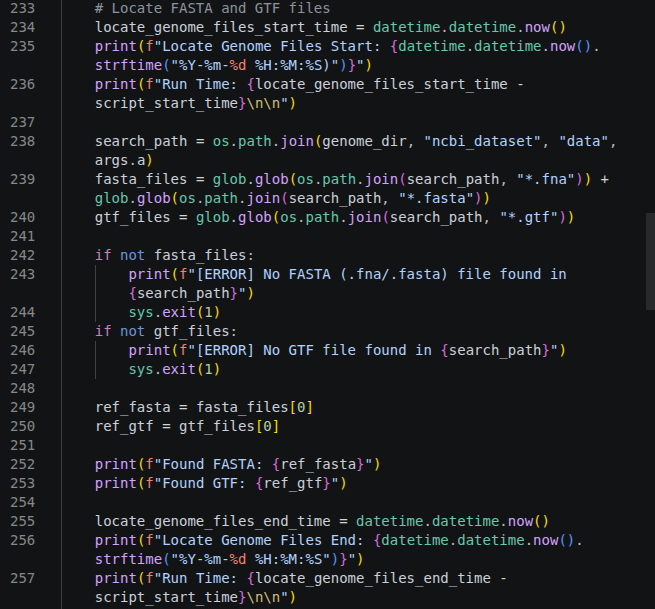 233 # Locate FASTA and GTF files
234 locate_genome_files_start_time = datetime.datetime.now()
235 print(f"Locate Genome Files Start: {datetime.datetime.now().
strftime("%Y-%m-%d %H:%M:%S)")}")
236 print(f"Run Time: {locate_genome_files_start_time -
script_start_time}\n\n")
237
238 search_path = os.path.join(genome_dir, "ncbi_dataset", "data",
args.a)
239 fasta_files = glob.glob(os.path.join(search_path, "*.fna")) +
glob.glob(os.path.join(search_path, "*.fasta"))
240 gtf_files = glob.glob(os.path.join(search_path, "*.gtf"))
241
242 if not fasta_files:
243 print(f"[ERROR] No FASTA (.fna/.fasta) file found in
{search_path}")
244 sys.exit(1)
245 if not gtf_files:
246 print(f"[ERROR] No GTF file found in {search_path}")
247 sys.exit(1)
248
249 ref_fasta = fasta_files[0]
250 ref_gtf = gtf_files[0]
251
252 print(f"Found FASTA: {ref_fasta}")
253 print(f"Found GTF: {ref_gtf}")
254
255 locate_genome_files_end_time = datetime.datetime.now()
256 print(f"Locate Genome Files End: {datetime.datetime.now().
strftime("%Y-%m-%d %H:%M:%S")}")
257 print(f"Run Time: {locate_genome_files_end_time -
script_start_time}\n\n")